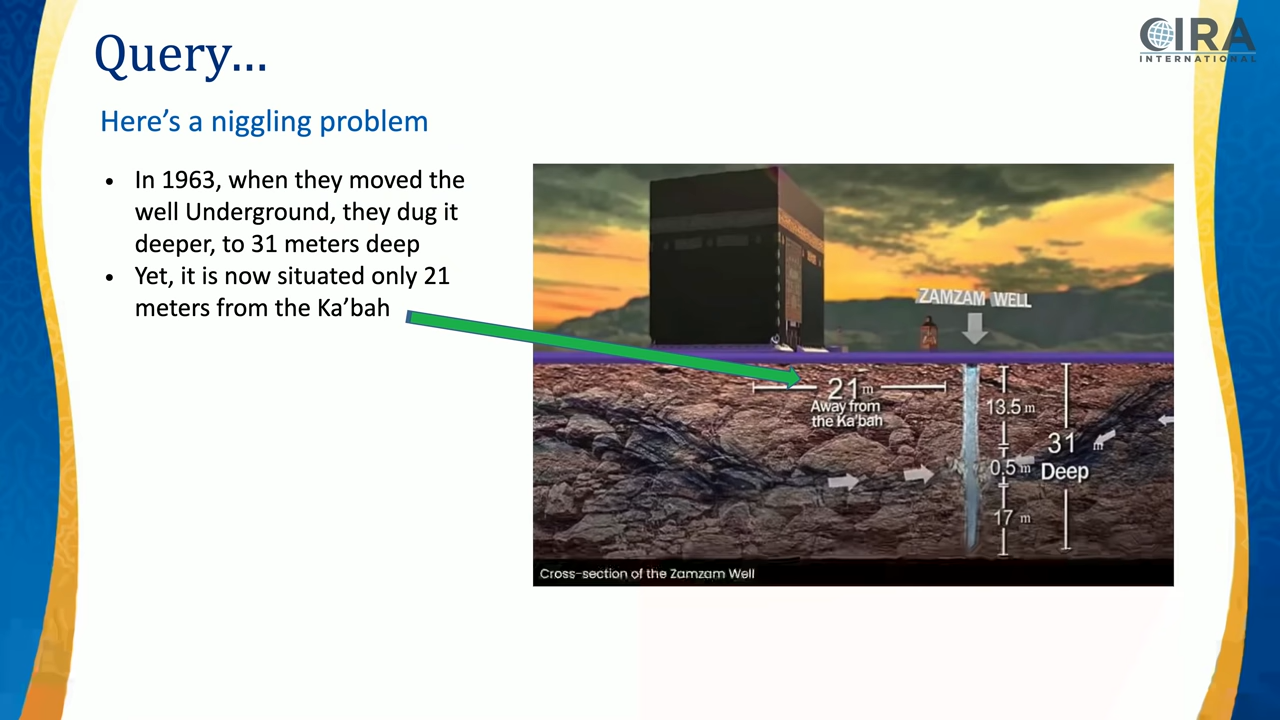 CIRA
INTERNATIONAL
Query...
Here's a niggling problem
• In 1963, when they moved the
well Underground, they dug it
deeper, to 31 meters deep
• Yet, it is now situated only 21
meters from the Ka'bah
ZAMZAM WELL
21 m
Away from
the Ka'bah
13.5 m
0.5 m
17 m
31 m
Deep
Cross-section of the Zamzam Well